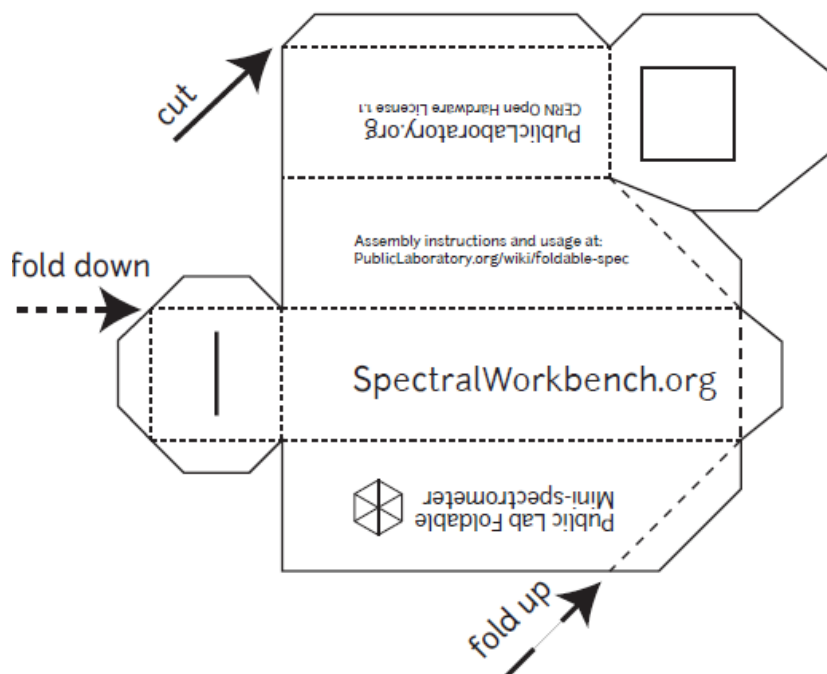 cut
PublicLaboratory.org
CERN Open Hardware License 1.1
Assembly instructions and usage at:
PublicLaboratory.org/wiki/foldable-spec
fold down
SpectralWorkbench.org
Public Lab Foldable
Mini-spectrometer
fold up